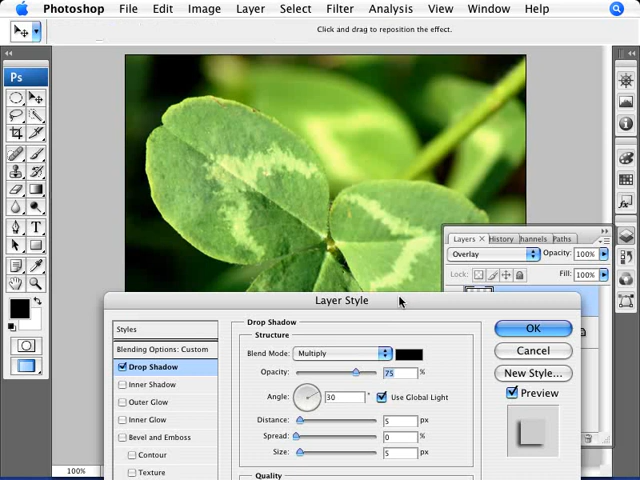 Photoshop File Edit Image Layer Select Filter Analysis View Window Help
Click and drag to reposition the effect.
Ps
Layers × History hannels Paths
Overlay Opacity: 100%
Lock: Fill: 100%
Layer Style
Styles
Blending Options: Custom
Drop Shadow
Inner Shadow
Outer Glow
Inner Glow
Bevel and Emboss
Contour
Texture
Drop Shadow
Structure
Blend Mode: Multiply
Opacity: 75 %
Angle: 30 ° Use Global Light
Distance: 5 px
Spread: 0 %
Size: 5 px
Quality
OK
Cancel
New Style...
Preview
100%